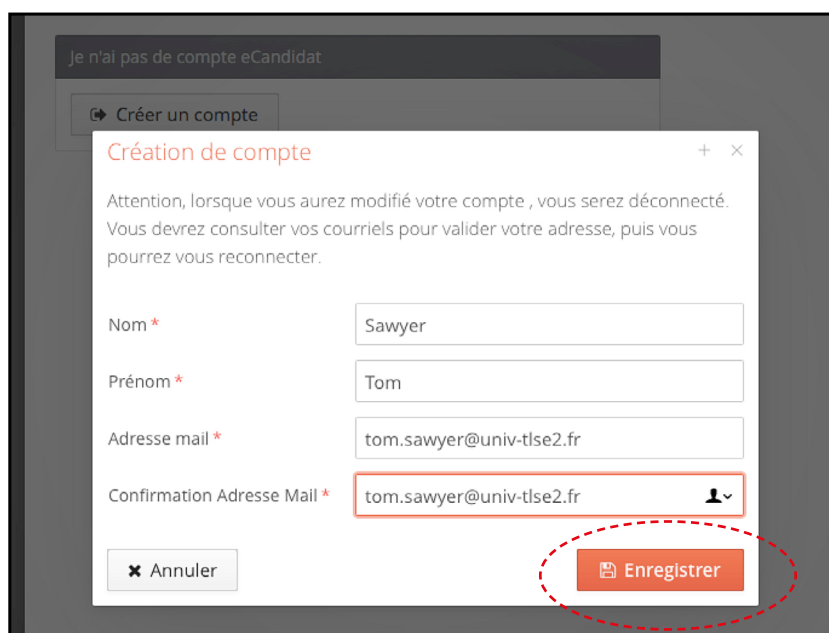 Je n'ai pas de compte eCandidat
Créer un compte
Création de compte
Attention, lorsque vous aurez modifié votre compte , vous serez déconnecté.
Vous devrez consulter vos courriels pour valider votre adresse, puis vous
pourrez vous reconnecter.
Nom * Sawyer
Prénom * Tom
Adresse mail * tom.sawyer@univ-tlse2.fr
Confirmation Adresse Mail * tom.sawyer@univ-tlse2.fr
Annuler Enregistrer